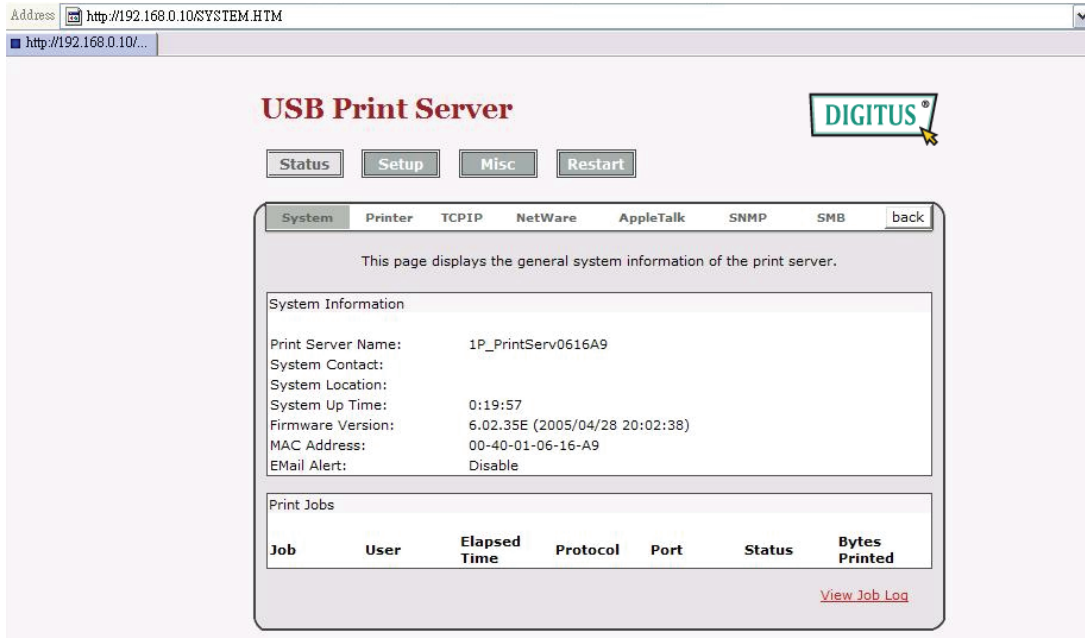 Address http://192.168.0.10/SYSTEM.HTM
http://192.168.0.10/...
USB Print Server
DIGITUS®
Status Setup Misc Restart
System Printer TCPIP NetWare AppleTalk SNMP SMB back
This page displays the general system information of the print server.
System Information
Print Server Name: 1P_PrintServ0616A9
System Contact:
System Location:
System Up Time: 0:19:57
Firmware Version: 6.02.35E (2005/04/28 20:02:38)
MAC Address: 00-40-01-06-16-A9
EMail Alert: Disable
Print Jobs
Job User Elapsed Time Protocol Port Status Bytes Printed
View Job Log